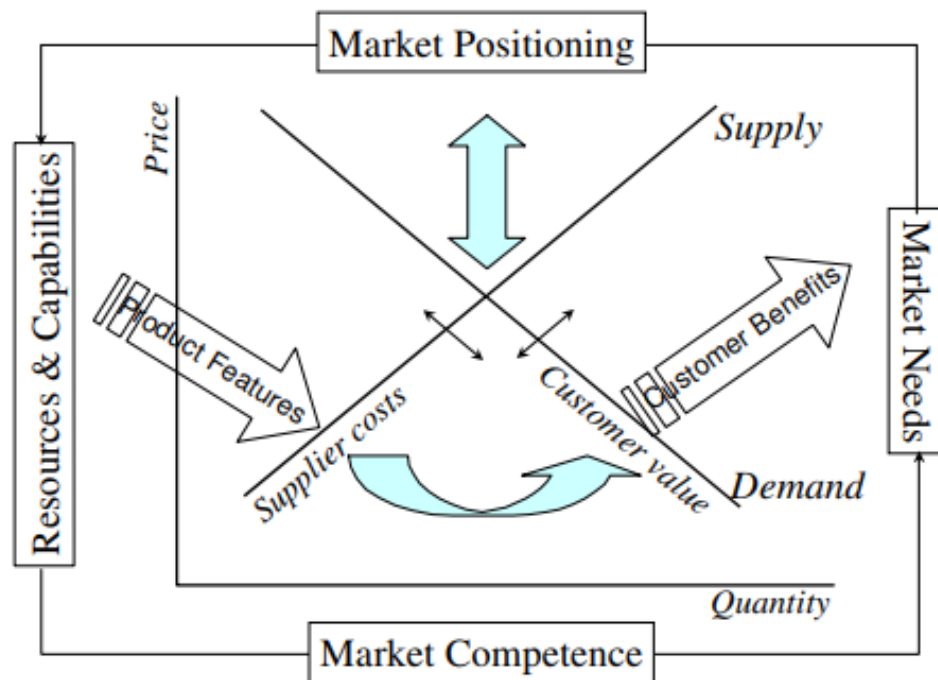 Market Positioning
Price
Supply
Resources & Capabilities
Market Needs
Product Features
Customer Benefits
Supplier costs
Customer value
Demand
Quantity
Market Competence